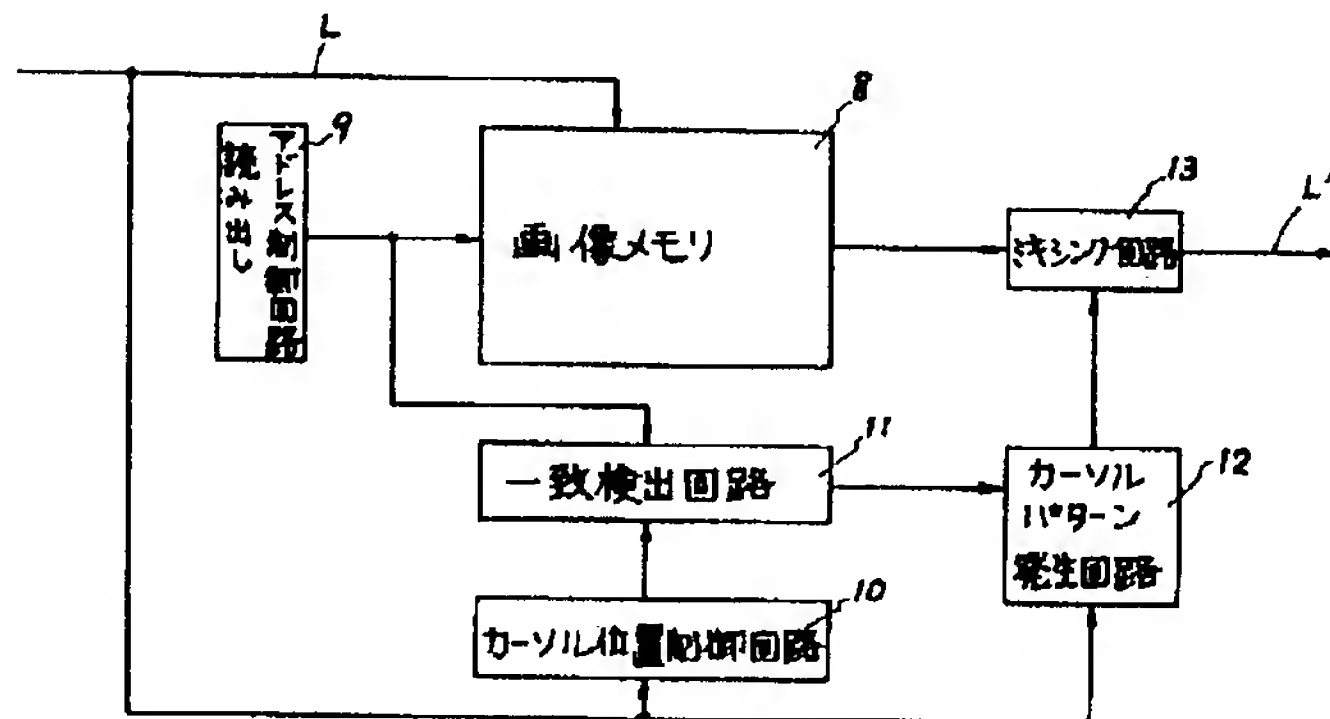 L
8
9
読み出し
アドレス制御回路
画像メモリ
13
L'
ミキシング回路
11
一致検出回路
12
カーソル
パターン
発生回路
10
カーソル位置制御回路